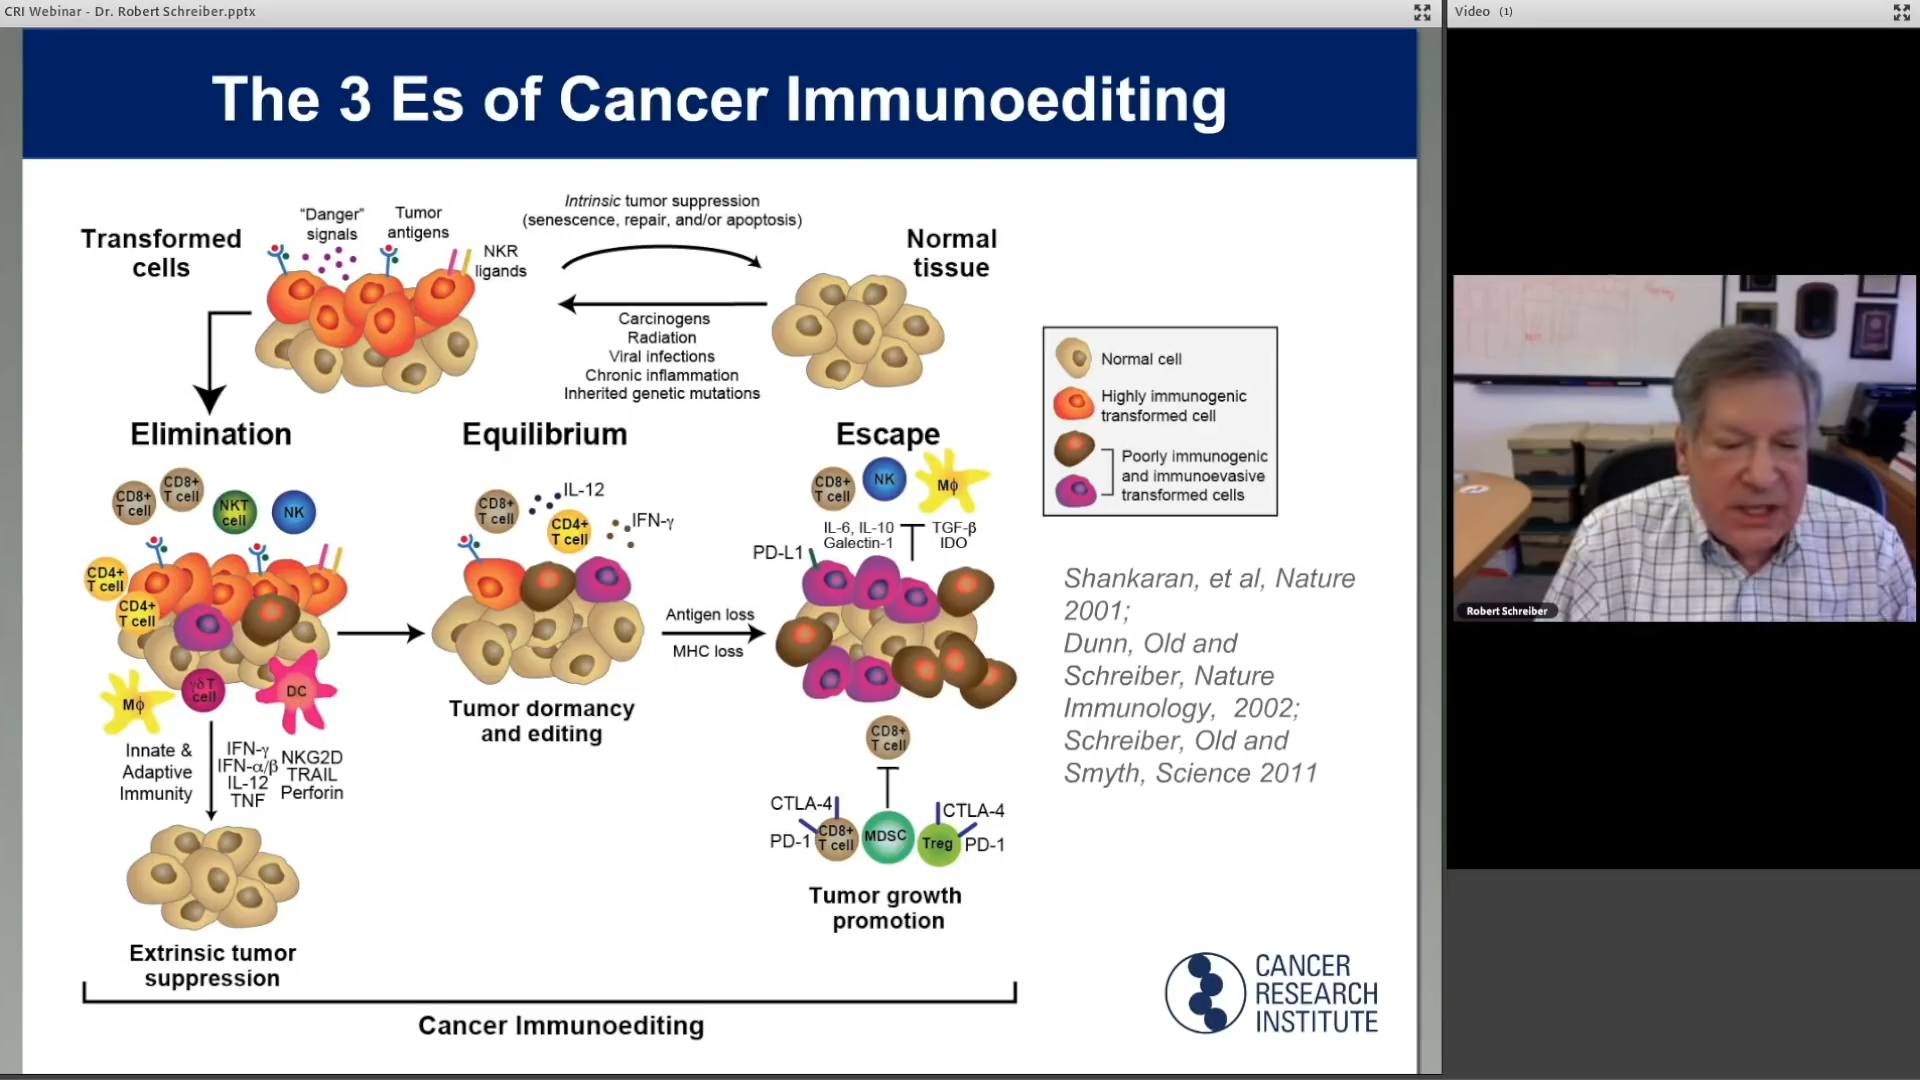 CRI Webinar - Dr. Robert Schreiber.pptx
Video (1)
The 3 Es of Cancer Immunoediting
Transformed
cells
"Danger"
signals
Tumor
antigens
NKR
ligands
Intrinsic tumor suppression
(senescence, repair, and/or apoptosis)
Normal
tissue
Carcinogens
Radiation
Viral infections
Chronic inflammation
Inherited genetic mutations
Normal cell
Highly immunogenic
transformed cell
Poorly immunogenic
and immunoevasive
transformed cells
Elimination
CD8+
T cell
CD8+
T cell
NKT
cell
NK
CD4+
T cell
CD4+
T cell
Mϕ
γδ T
cell
DC
Innate &
Adaptive
Immunity
IFN-γ
IFN-α/β
IL-12
TNF
NKG2D
TRAIL
Perforin
Extrinsic tumor
suppression
Equilibrium
CD8+
T cell
IL-12
CD4+
T cell
IFN-γ
Tumor dormancy
and editing
Antigen loss
MHC loss
Escape
CD8+
T cell
NK
Mϕ
IL-6, IL-10
Galectin-1
TGF-β
IDO
PD-L1
CD8+
T cell
CTLA-4
PD-1
CD8+
T cell
MDSC
Treg
CTLA-4
PD-1
Tumor growth
promotion
Cancer Immunoediting
Shankaran, et al, Nature
2001;
Dunn, Old and
Schreiber, Nature
Immunology, 2002;
Schreiber, Old and
Smyth, Science 2011
CANCER
RESEARCH
INSTITUTE
Robert Schreiber